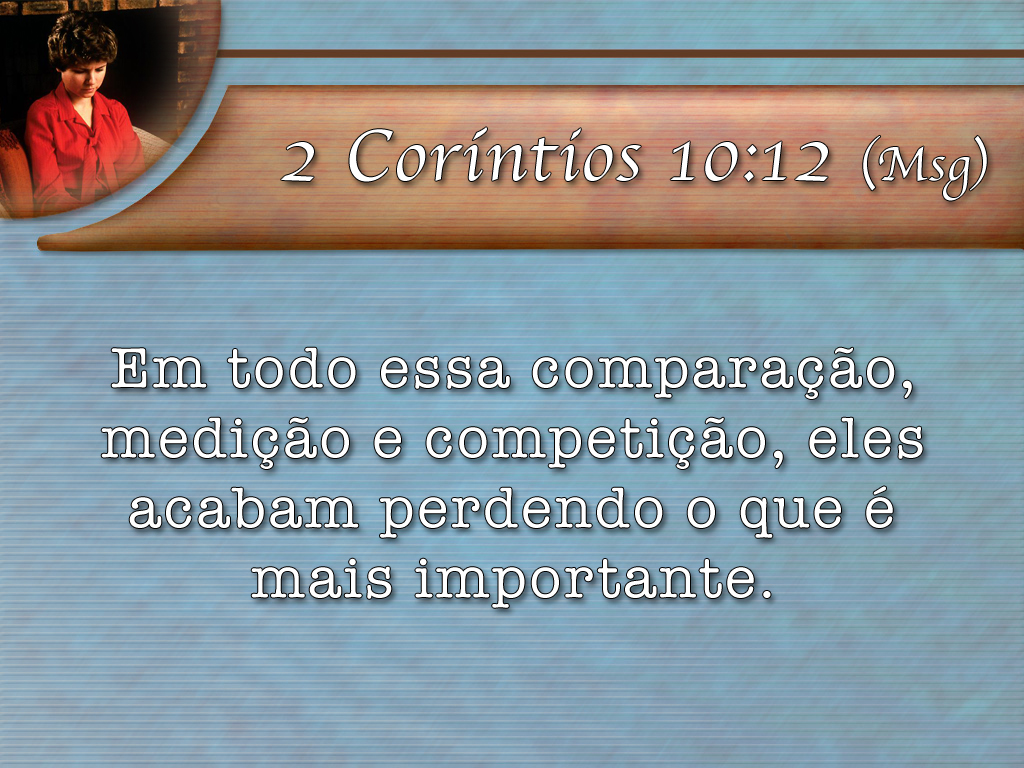 2 Coríntios 10:12 (Msg)
Em todo essa comparação,
medição e competição, eles
acabam perdendo o que é
mais importante.